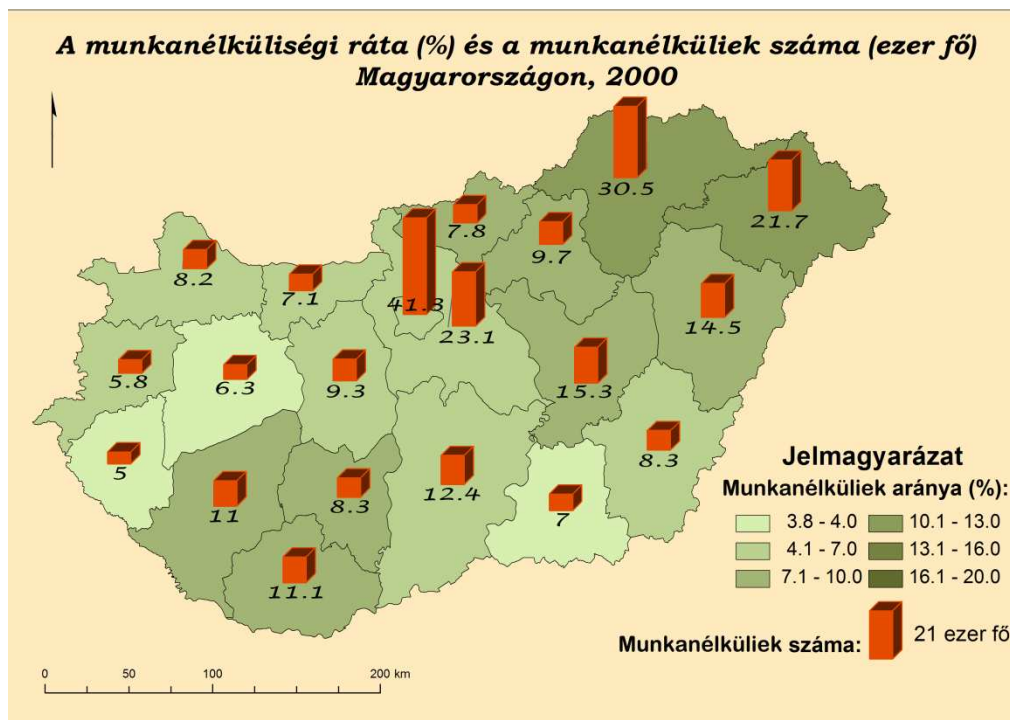 A munkanélküliségi ráta (%) és a munkanélküliek száma (ezer fő)
Magyarországon, 2000
30.5
21.7
7.8
9.7
8.2
7.1
41.3
23.1
14.5
5.8
6.3
9.3
15.3
5
11
8.3
12.4
7
8.3
11.1
Jelmagyarázat
Munkanélküliek aránya (%):
3.8 - 4.0 10.1 - 13.0
4.1 - 7.0 13.1 - 16.0
7.1 - 10.0 16.1 - 20.0
Munkanélküliek száma: 21 ezer fő
0 50 100 200 km